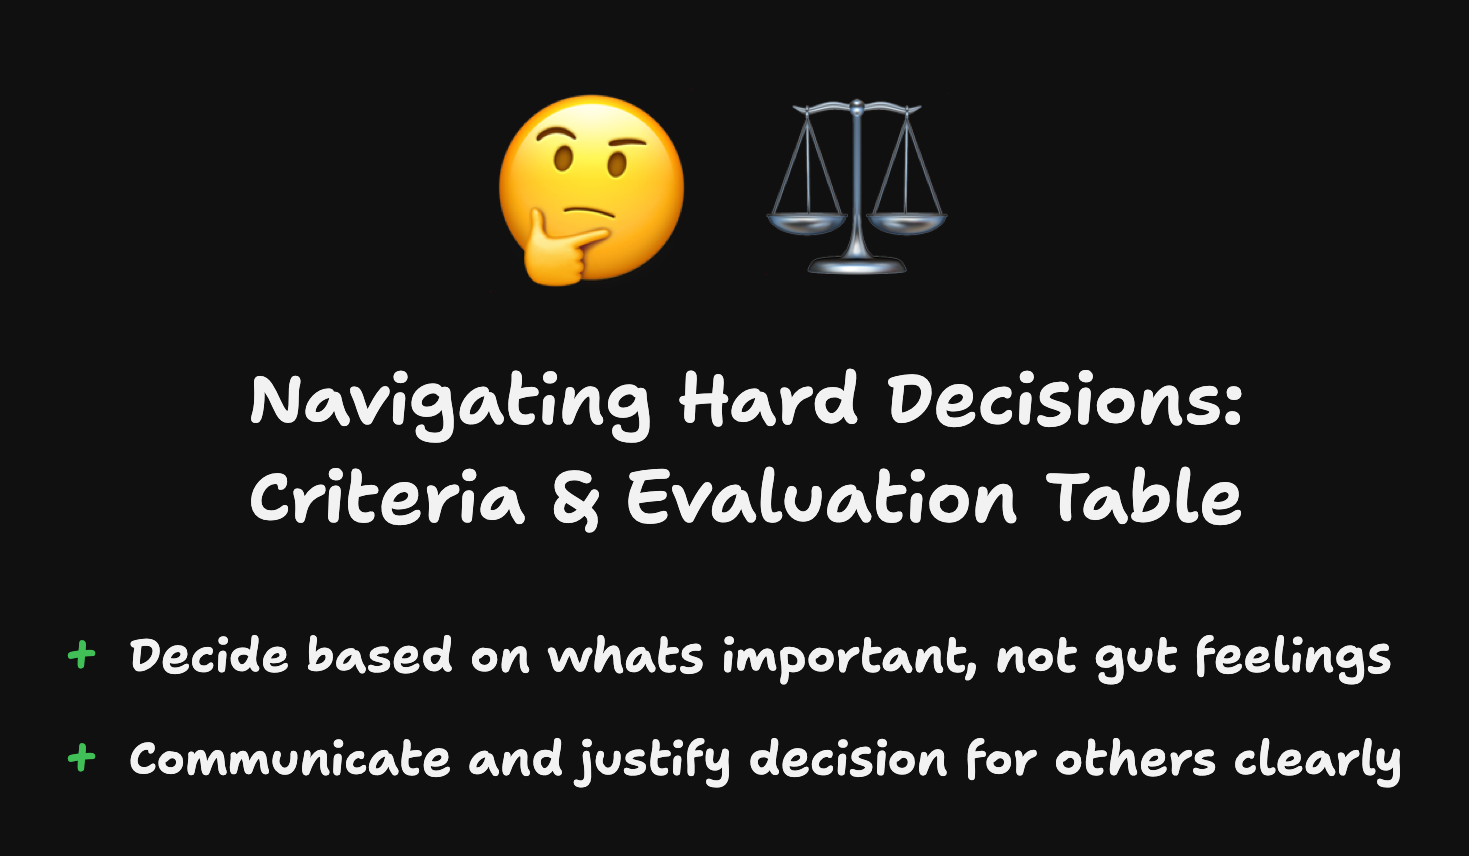 Navigating Hard Decisions:
Criteria & Evaluation Table
+ Decide based on whats important, not gut feelings
+ Communicate and justify decision for others clearly